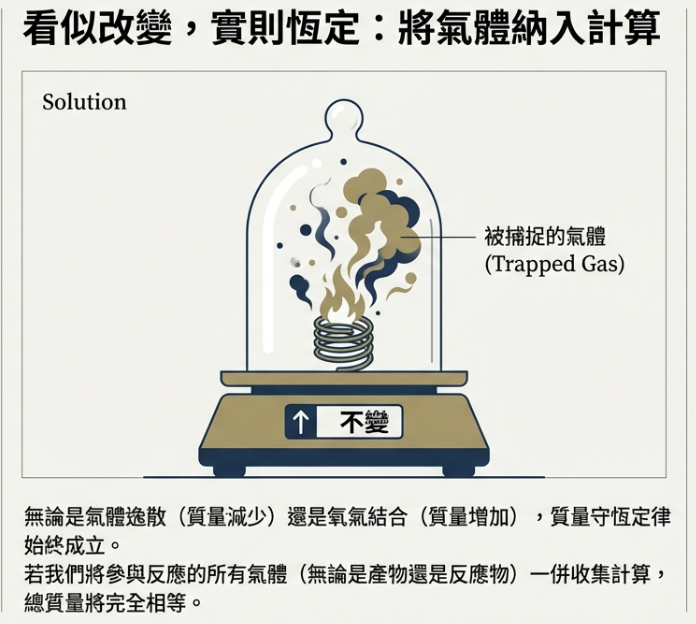 看似改變，實則恆定：將氣體納入計算
Solution
被捕捉的氣體
(Trapped Gas)
↑ 不變
無論是氣體逸散（質量減少）還是氧氣結合（質量增加），質量守恆定律
始終成立。
若我們將參與反應的所有氣體（無論是產物還是反應物）一併收集計算，
總質量將完全相等。